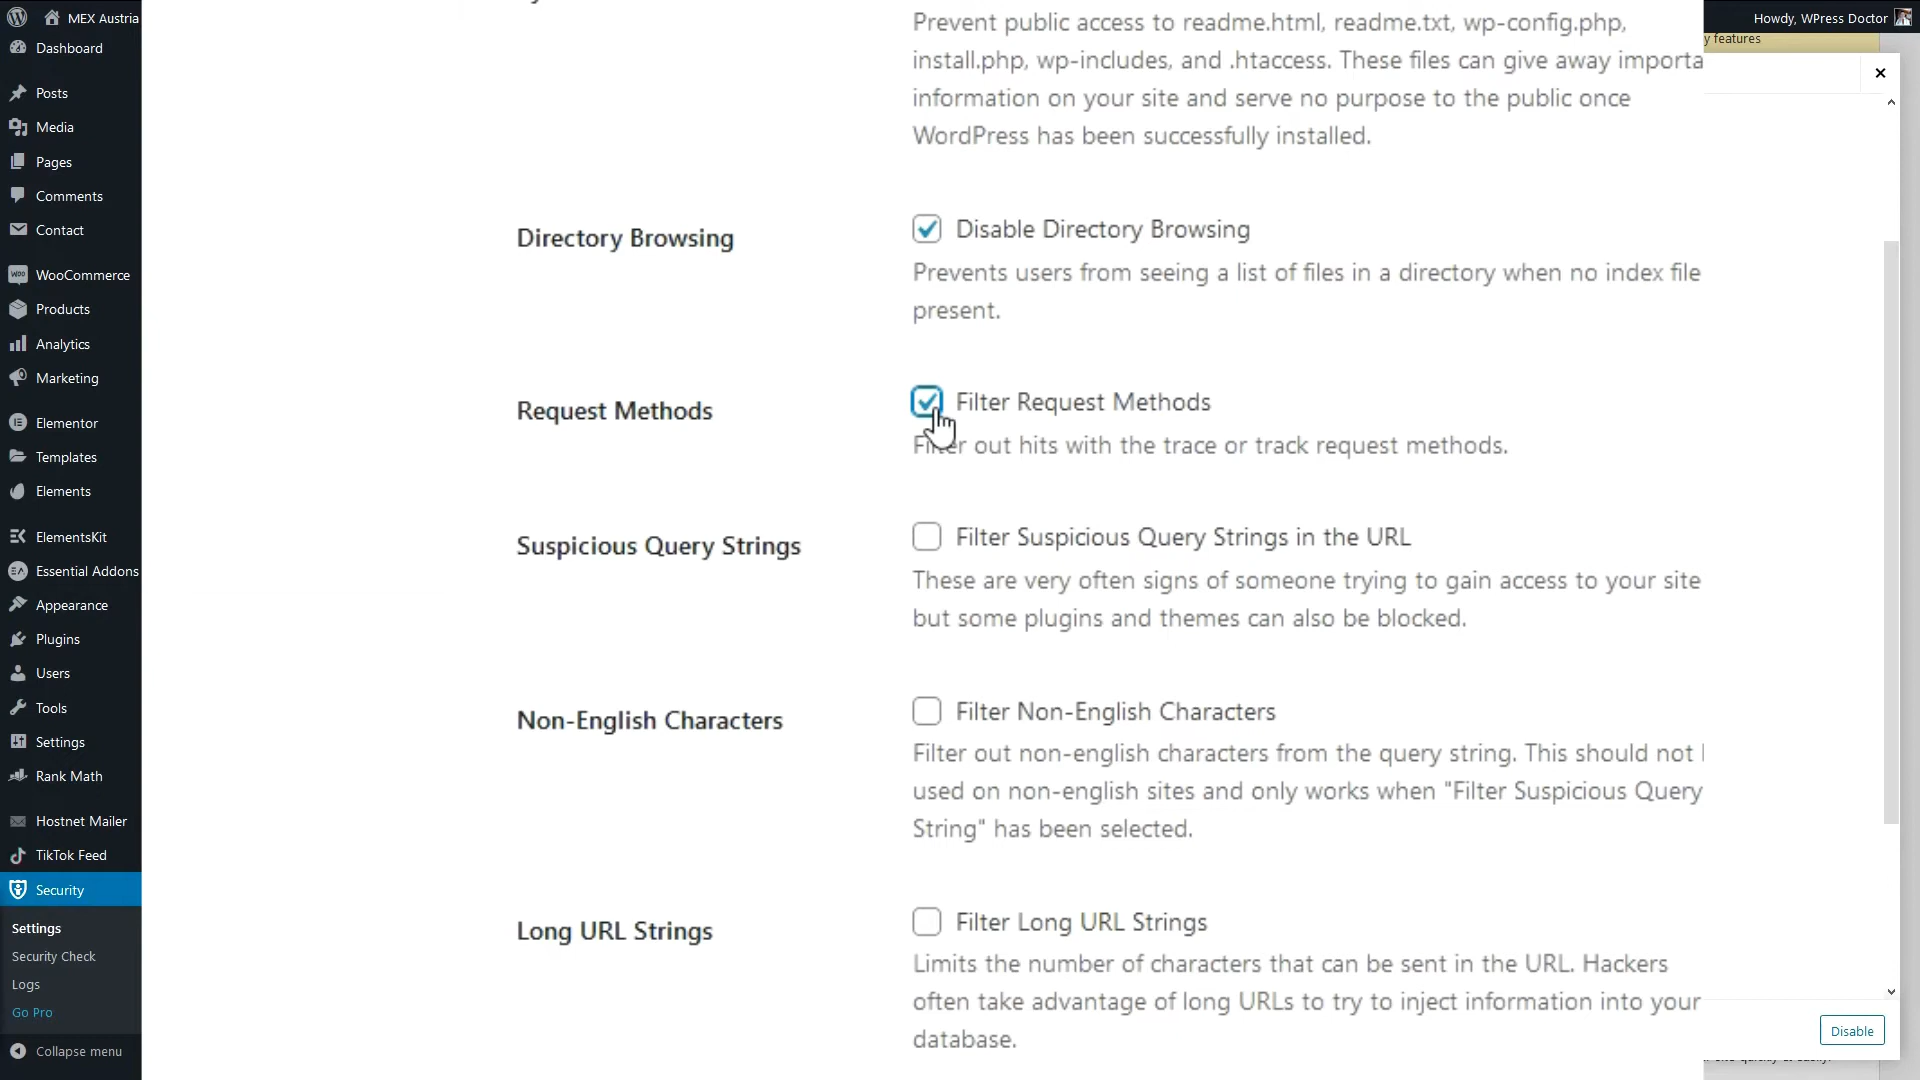 MEX Austria
Howdy, WPress Doctor
Dashboard
Posts
Media
Pages
Comments
Contact
WooCommerce
Products
Analytics
Marketing
Elementor
Templates
Elements
ElementsKit
Essential Addons
Appearance
Plugins
Users
Tools
Settings
Rank Math
Hostnet Mailer
TikTok Feed
Security
Settings
Security Check
Logs
Go Pro
Collapse menu
Prevent public access to readme.html, readme.txt, wp-config.php,
install.php, wp-includes, and .htaccess. These files can give away importa
information on your site and serve no purpose to the public once
WordPress has been successfully installed.
Directory Browsing
Disable Directory Browsing
Prevents users from seeing a list of files in a directory when no index file
present.
Request Methods
Filter Request Methods
Filter out hits with the trace or track request methods.
Suspicious Query Strings
Filter Suspicious Query Strings in the URL
These are very often signs of someone trying to gain access to your site
but some plugins and themes can also be blocked.
Non-English Characters
Filter Non-English Characters
Filter out non-english characters from the query string. This should not
used on non-english sites and only works when "Filter Suspicious Query
String" has been selected.
Long URL Strings
Filter Long URL Strings
Limits the number of characters that can be sent in the URL. Hackers
often take advantage of long URLs to try to inject information into your
database.
y features
Disable